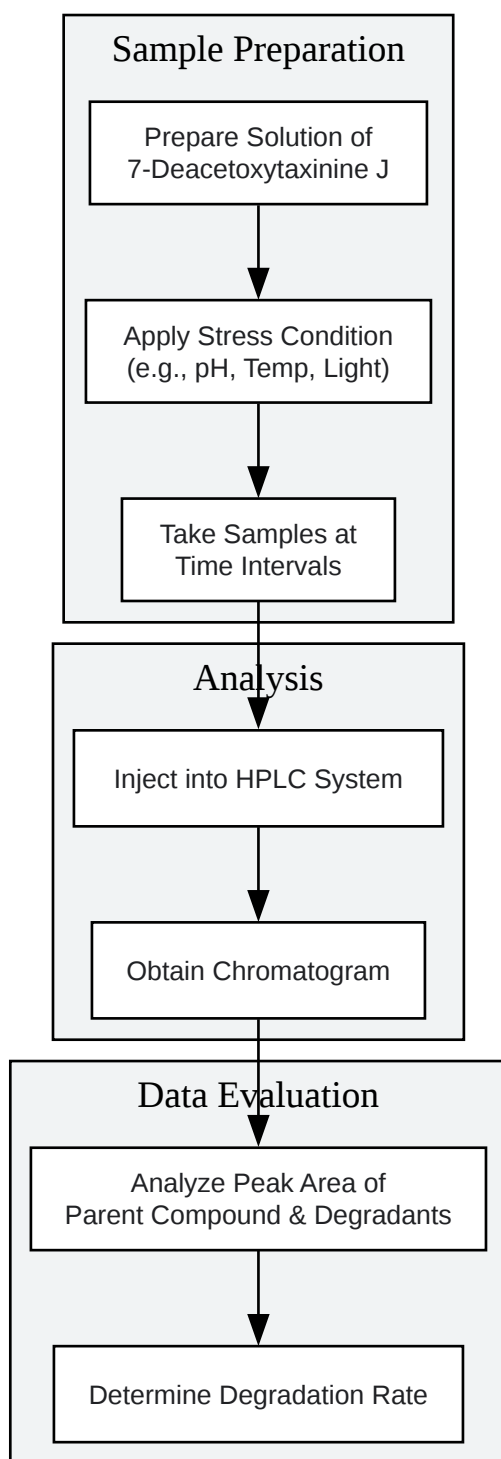 Sample Preparation
Prepare Solution of
7-Deacetoxytaxinine J
Apply Stress Condition
(e.g., pH, Temp, Light)
Take Samples at
Time Intervals
Analysis
Inject into HPLC System
Obtain Chromatogram
Data Evaluation
Analyze Peak Area of
Parent Compound & Degradants
Determine Degradation Rate